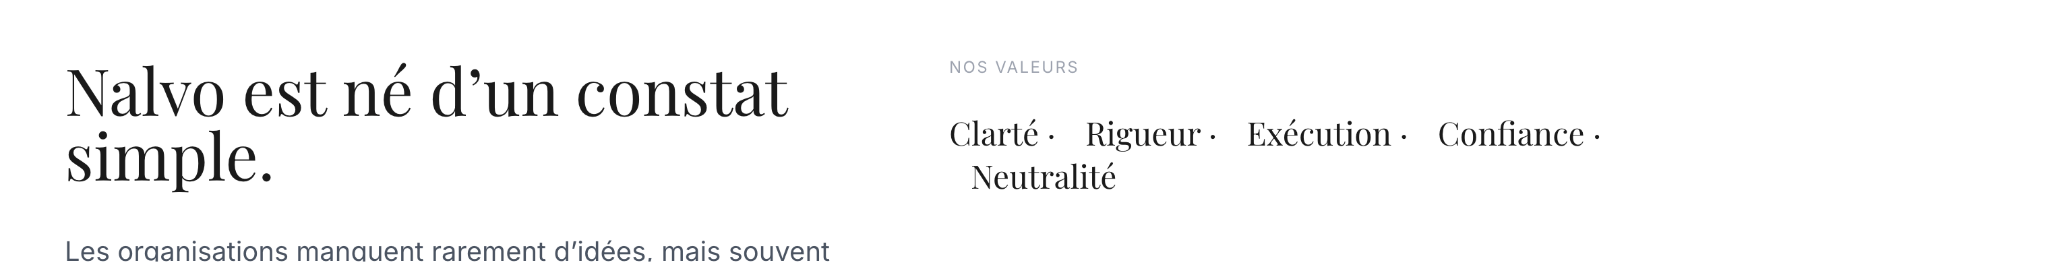 Nalvo est né d’un constat
simple.
Les organisations manquent rarement d’idées, mais souvent
NOS VALEURS
Clarté · Rigueur · Exécution · Confiance ·
Neutralité